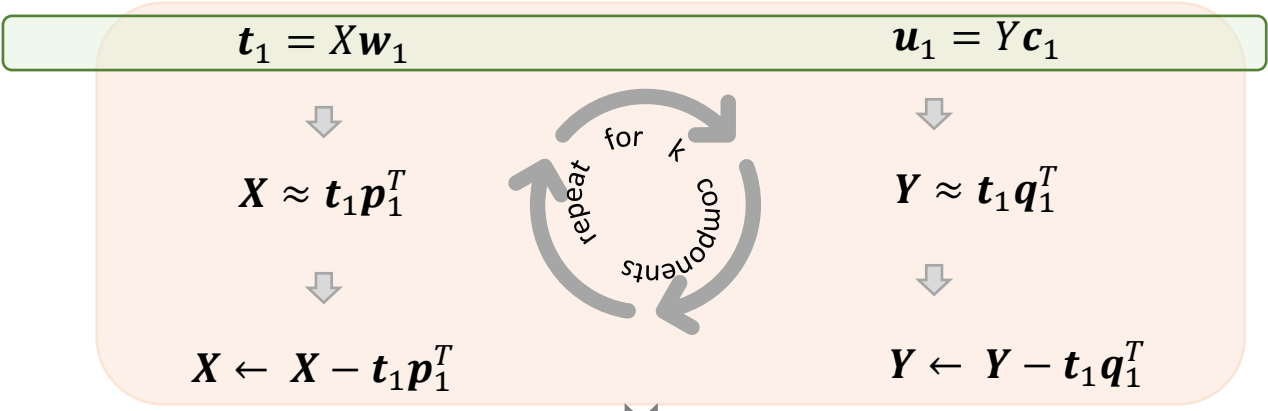 𝒕₁ = 𝑋𝒘₁
𝒖₁ = 𝑌𝒄₁
repeat for k components
𝑿 ≈ 𝒕₁𝒑₁ᵀ
𝒀 ≈ 𝒕₁𝒒₁ᵀ
𝑿 ← 𝑿 − 𝒕₁𝒑₁ᵀ
𝒀 ← 𝒀 − 𝒕₁𝒒₁ᵀ